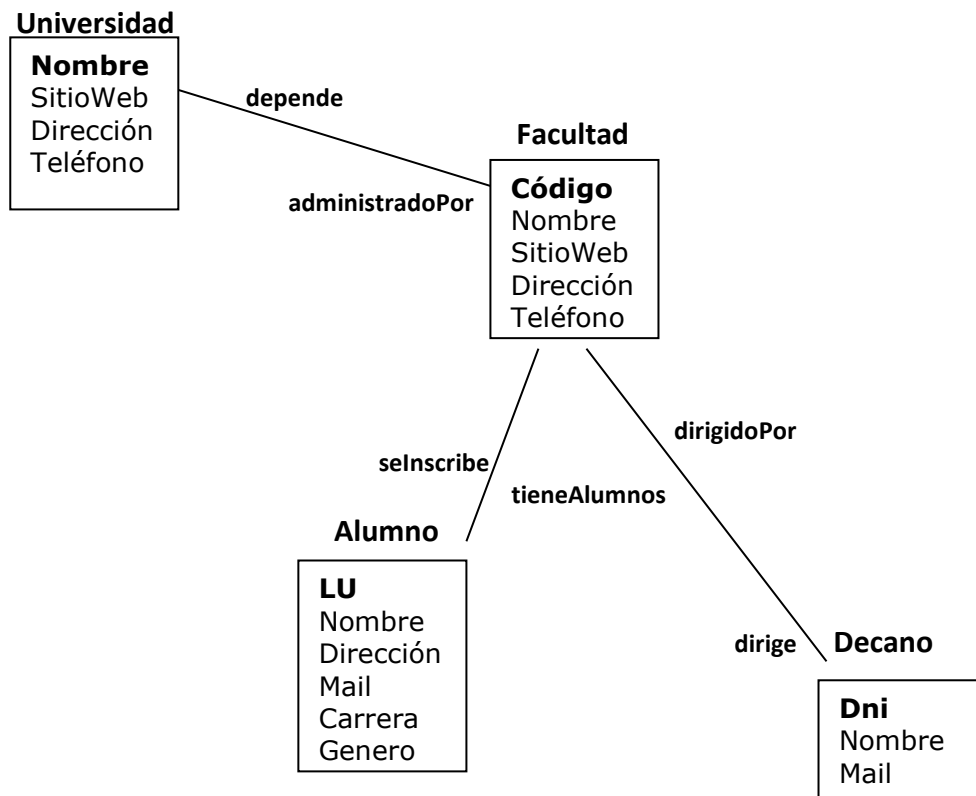 Universidad
Nombre
SitioWeb
Dirección
Teléfono
depende
administradoPor
Facultad
Código
Nombre
SitioWeb
Dirección
Teléfono
seInscribe
tieneAlumnos
dirigidoPor
dirige
Alumno
LU
Nombre
Dirección
Mail
Carrera
Genero
Decano
Dni
Nombre
Mail